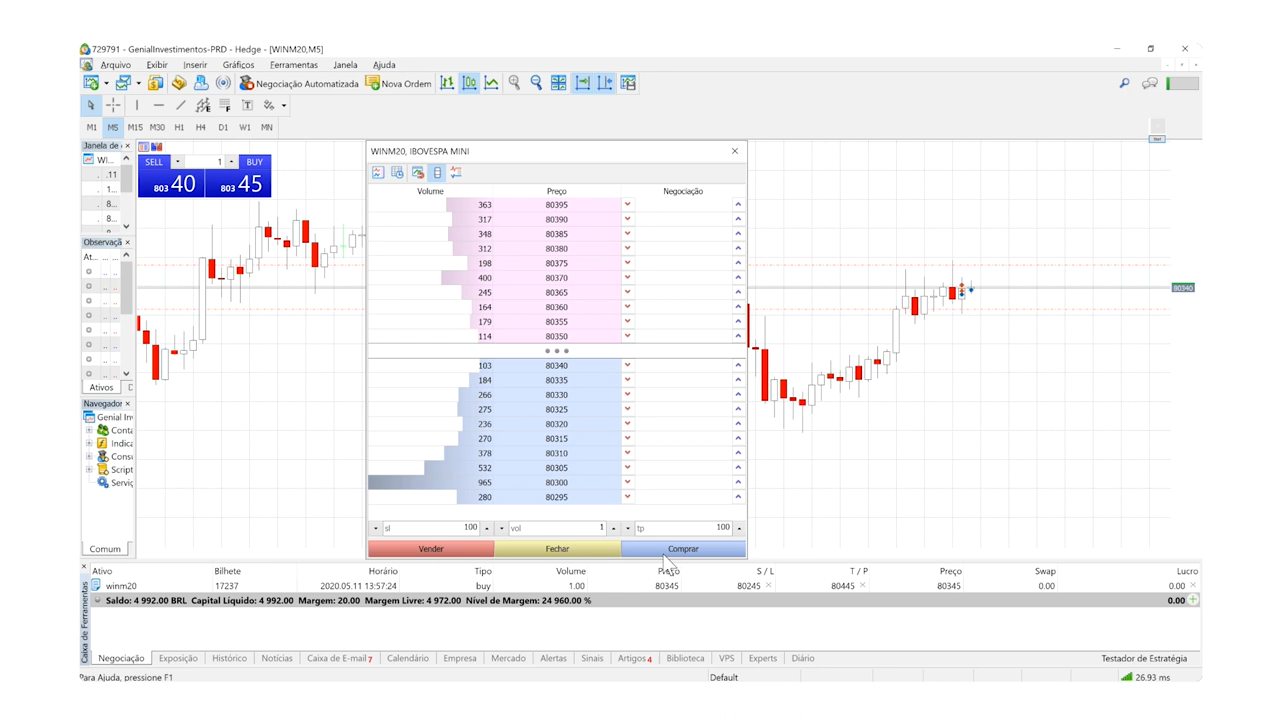 729791 - GenialInvestimentos-PRD - Hedge - [WINM20,M5]
Arquivo Exibir Inserir Gráficos Ferramentas Janela Ajuda
Negociação Automatizada Nova Ordem
M1 M5 M15 M30 H1 H4 D1 W1 MN
Janela de
WI...
.11
1...
8...
8...
Observaçã
At... ... ...
Ativos
Navegador
Genial Inv
Conta
Indica
Consu
Script
Serviç
Comum
SELL 1 BUY
803 40 803 45
WINM20, IBOVESPA MINI
Volume Preço Negociação
363 80395
317 80390
348 80385
312 80380
198 80375
400 80370
245 80365
164 80360
179 80355
114 80350
103 80340
184 80335
266 80330
275 80325
236 80320
270 80315
378 80310
532 80305
965 80300
280 80295
sl 100 vol 1 tp 100
Vender Fechar Comprar
80340
Ativo Bilhete Horário Tipo Volume Preço S / L T / P Preço Swap Lucro
winm20 17237 2020.05.11 13:57:24 buy 1.00 80345 80245 80445 80345 0.00 0.00
Saldo: 4 992.00 BRL Capital Líquido: 4 992.00 Margem: 20.00 Margem Livre: 4 972.00 Nível de Margem: 24 960.00 % 0.00
Caixa de Ferramentas
Negociação Exposição Histórico Notícias Caixa de E-mail 7 Calendário Empresa Mercado Alertas Sinais Artigos 4 Biblioteca VPS Experts Diário Testador de Estratégia
Para Ajuda, pressione F1 Default 26.93 ms